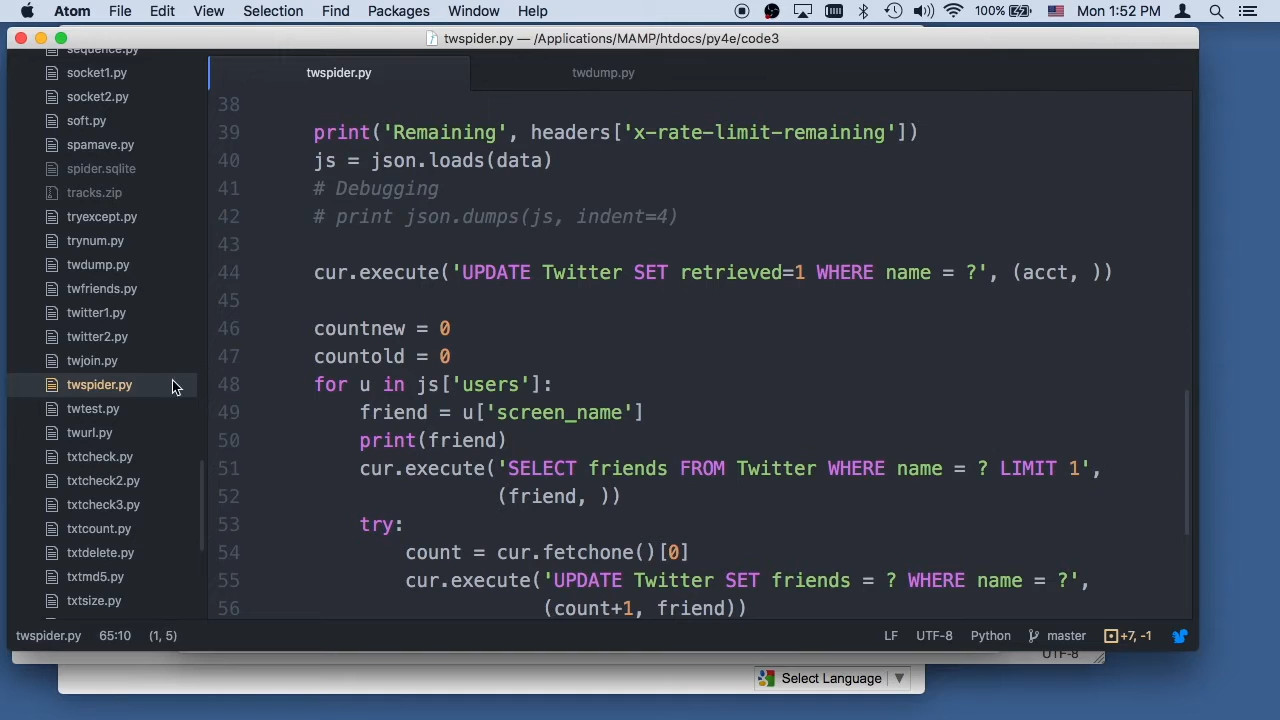 Atom File Edit View Selection Find Packages Window Help 100% Mon 1:52 PM
twspider.py — /Applications/MAMP/htdocs/py4e/code3
twspider.py twdump.py
sequence.py
socket1.py
socket2.py
soft.py
spamave.py
spider.sqlite
tracks.zip
tryexcept.py
trynum.py
twdump.py
twfriends.py
twitter1.py
twitter2.py
twjoin.py
twspider.py
twtest.py
twurl.py
txtcheck.py
txtcheck2.py
txtcheck3.py
txtcount.py
txtdelete.py
txtmd5.py
txtsize.py
38
39 print('Remaining', headers['x-rate-limit-remaining'])
40 js = json.loads(data)
41 # Debugging
42 # print json.dumps(js, indent=4)
43
44 cur.execute('UPDATE Twitter SET retrieved=1 WHERE name = ?', (acct, ))
45
46 countnew = 0
47 countold = 0
48 for u in js['users']:
49 friend = u['screen_name']
50 print(friend)
51 cur.execute('SELECT friends FROM Twitter WHERE name = ? LIMIT 1',
52 (friend, ))
53 try:
54 count = cur.fetchone()[0]
55 cur.execute('UPDATE Twitter SET friends = ? WHERE name = ?',
56 (count+1, friend))
twspider.py 65:10 (1, 5) LF UTF-8 Python master +7, -1
UTF-8
Select Language ▼